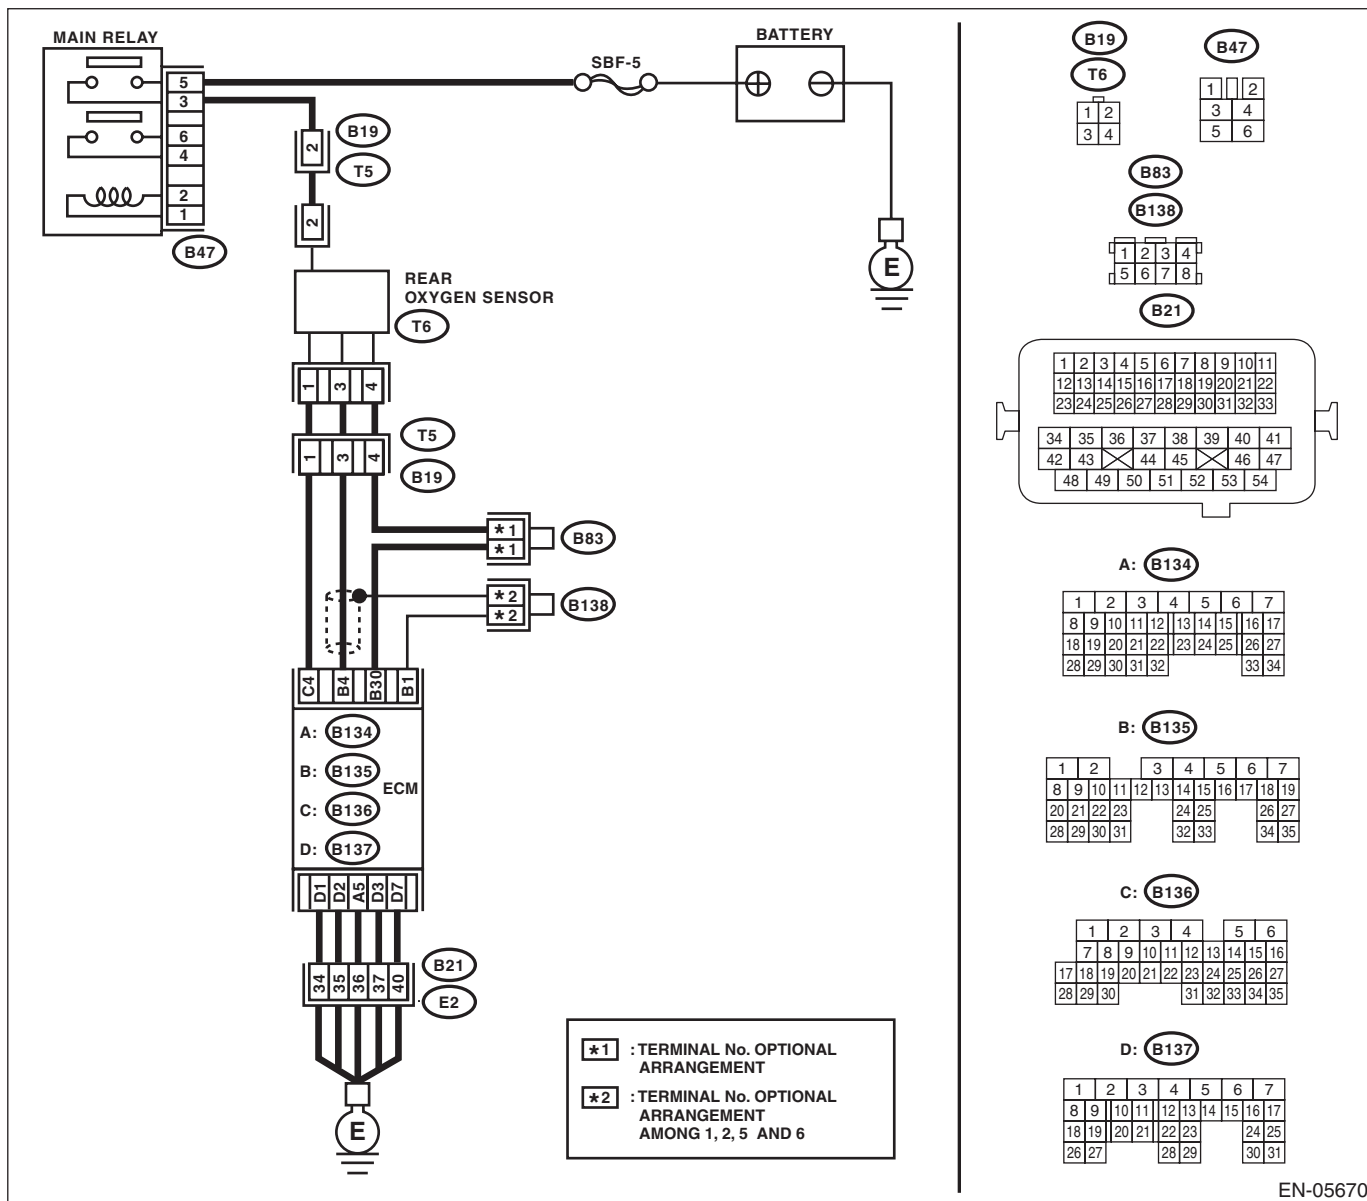 MAIN RELAY
5
3
6
4
2
1
B47
SBF-5
BATTERY
E
2
B19
T5
2
REAR
OXYGEN SENSOR
T6
1 3 4
T5
1 3 4
B19
*1
*1
B83
*2
*2
B138
C4 B4 B30 B1
A: B134
B: B135
ECM
C: B136
D: B137
D1 D2 A5 D3 D7
B21
34 35 36 37 40
E2
E
*1 : TERMINAL No. OPTIONAL
ARRANGEMENT
*2 : TERMINAL No. OPTIONAL
ARRANGEMENT
AMONG 1, 2, 5 AND 6
B19
T6
1 2
3 4
B47
1 2
3 4
5 6
B83
B138
1 2 3 4
5 6 7 8
B21
1 2 3 4 5 6 7 8 9 10 11
12 13 14 15 16 17 18 19 20 21 22
23 24 25 26 27 28 29 30 31 32 33
34 35 36 37 38 39 40 41
42 43 44 45 46 47
48 49 50 51 52 53 54
A: B134
1 2 3 4 5 6 7
8 9 10 11 12 13 14 15 16 17
18 19 20 21 22 23 24 25 26 27
28 29 30 31 32 33 34
B: B135
1 2 3 4 5 6 7
8 9 10 11 12 13 14 15 16 17 18 19
20 21 22 23 24 25 26 27
28 29 30 31 32 33 34 35
C: B136
1 2 3 4 5 6
7 8 9 10 11 12 13 14 15 16
17 18 19 20 21 22 23 24 25 26 27
28 29 30 31 32 33 34 35
D: B137
1 2 3 4 5 6 7
8 9 10 11 12 13 14 15 16 17
18 19 20 21 22 23 24 25
26 27 28 29 30 31
EN-05670